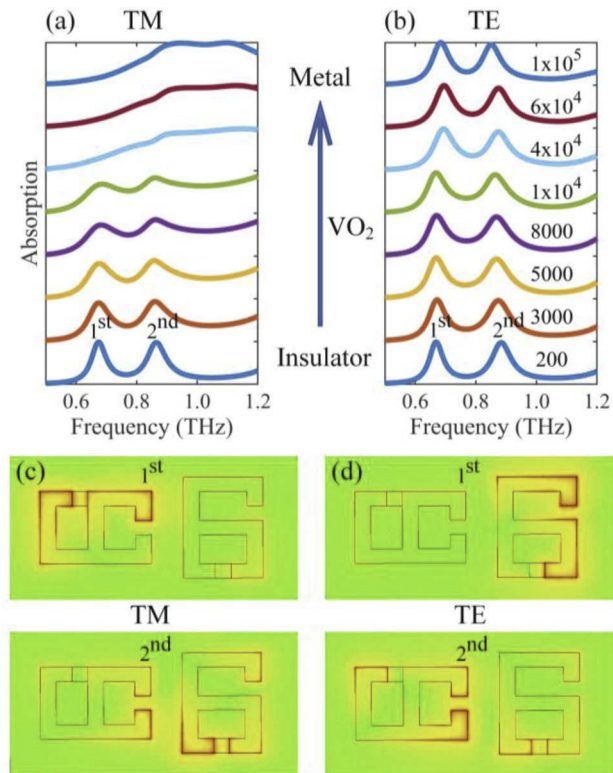 (a) TM
(b) TE
Absorption
1st 2nd
0.6 0.8 1.0 1.2
Frequency (THz)
Metal
VO2
Insulator
1x10^5
6x10^4
4x10^4
1x10^4
8000
5000
3000
1st 2nd
200
0.6 0.8 1.0 1.2
Frequency (THz)
(c) 1st
(d) 1st
TM
TE
2nd
2nd